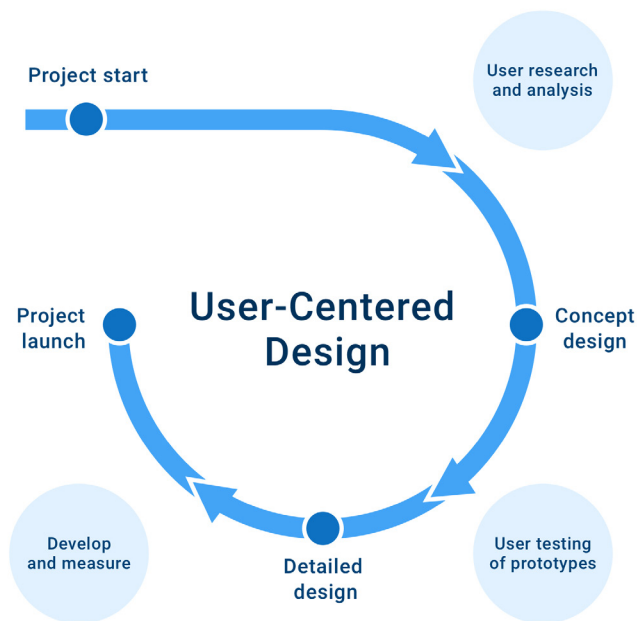 Project start
User research
and analysis
User-Centered
Design
Project
launch
Concept
design
Develop
and measure
Detailed
design
User testing
of prototypes